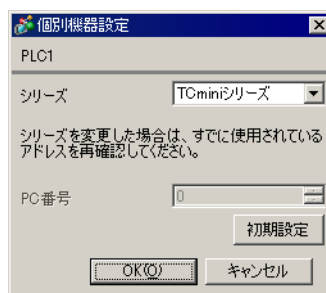 個別機器設定
PLC1
シリーズ TCminiシリーズ
シリーズを変更した場合は、すでに使用されている
アドレスを再確認してください。
PC番号 0
初期設定
OK(O) キャンセル